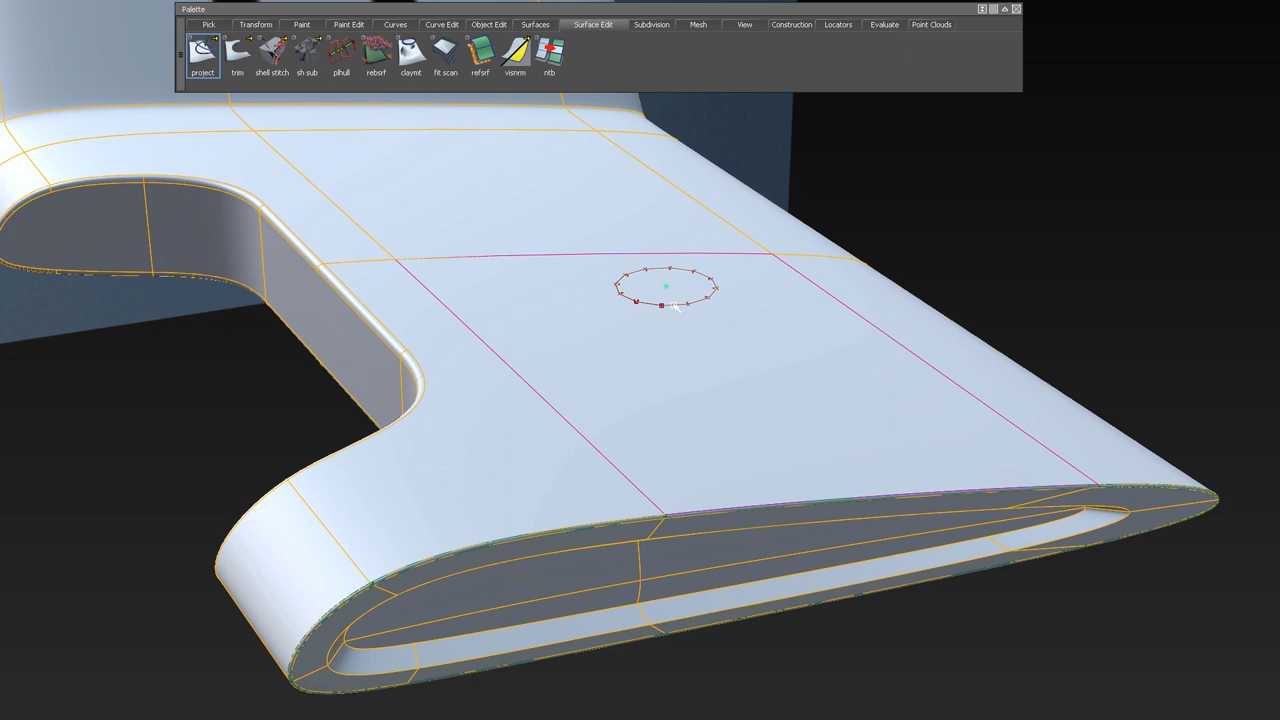 Palette
Pick Transform Paint Paint Edit Curves Curve Edit Object Edit Surfaces Surface Edit Subdivision Mesh View Construction Locators Evaluate Point Clouds
project trim shell stitch sh sub plhull rebsrf claymt fit scan refsrf visnrm ntb